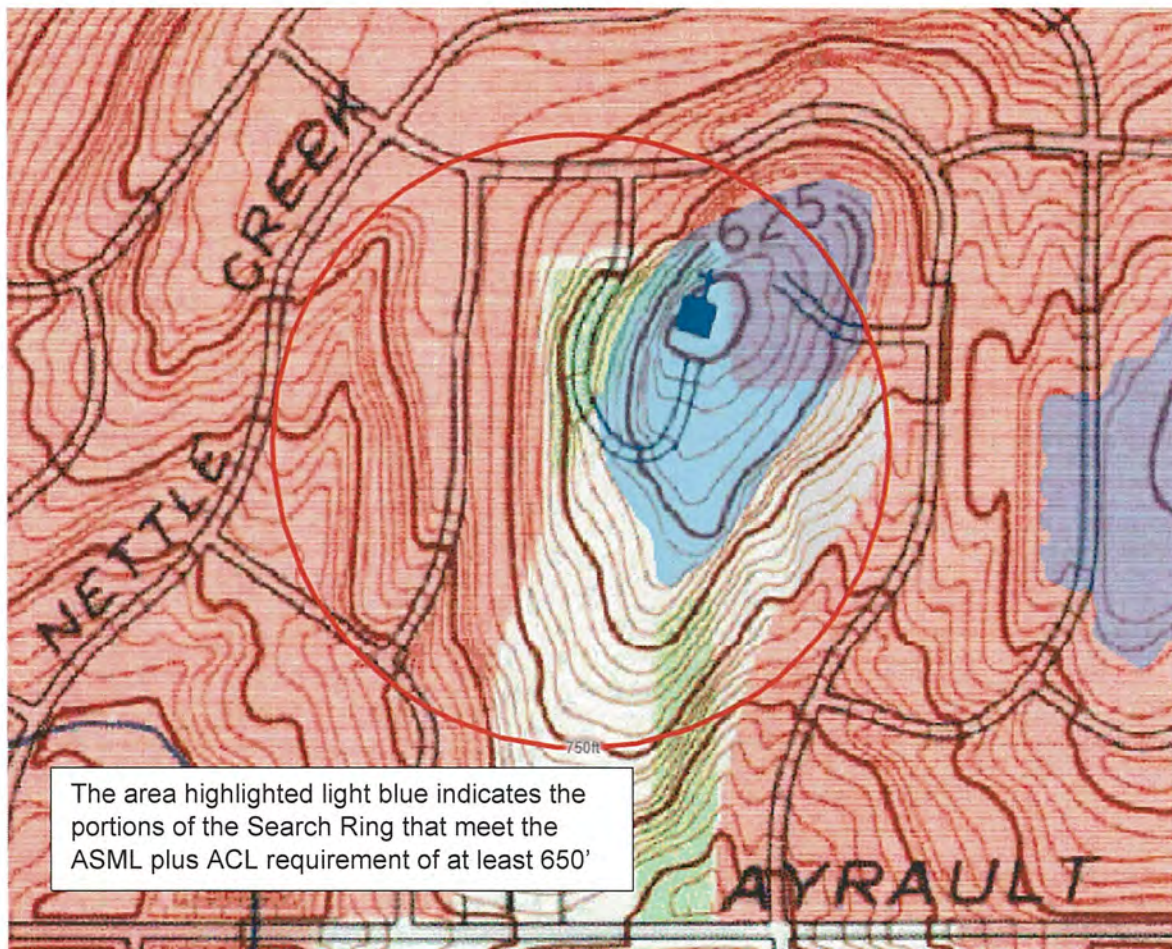 NETTLE CREEK
625
750ft
The area highlighted light blue indicates the
portions of the Search Ring that meet the
ASML plus ACL requirement of at least 650’
AYRAULT